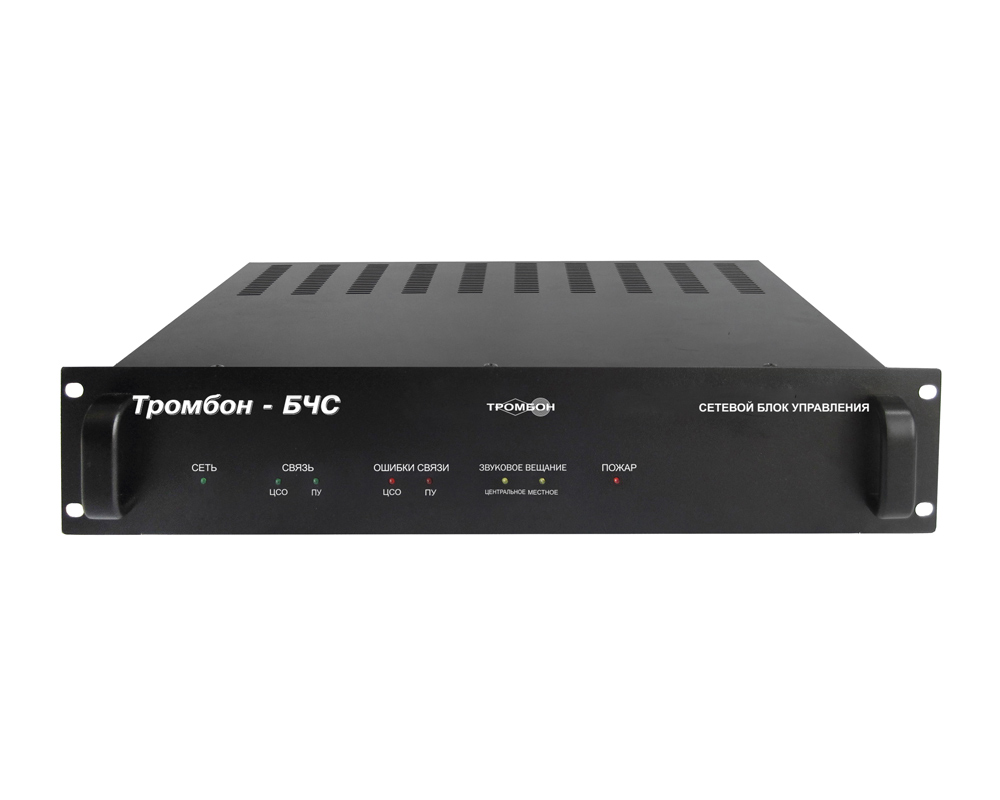 Тромбон - БЧС
ТРОМБОН
СЕТЕВОЙ БЛОК УПРАВЛЕНИЯ
СЕТЬ
СВЯЗЬ
ОШИБКИ СВЯЗИ
ЗВУКОВОЕ ВЕЩАНИЕ
ПОЖАР
ЦСО ПУ
ЦСО ПУ
ЦЕНТРАЛЬНОЕ МЕСТНОЕ